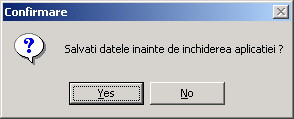 Confirmare
Salvati datele inainte de inchiderea aplicatiei ?
Yes No